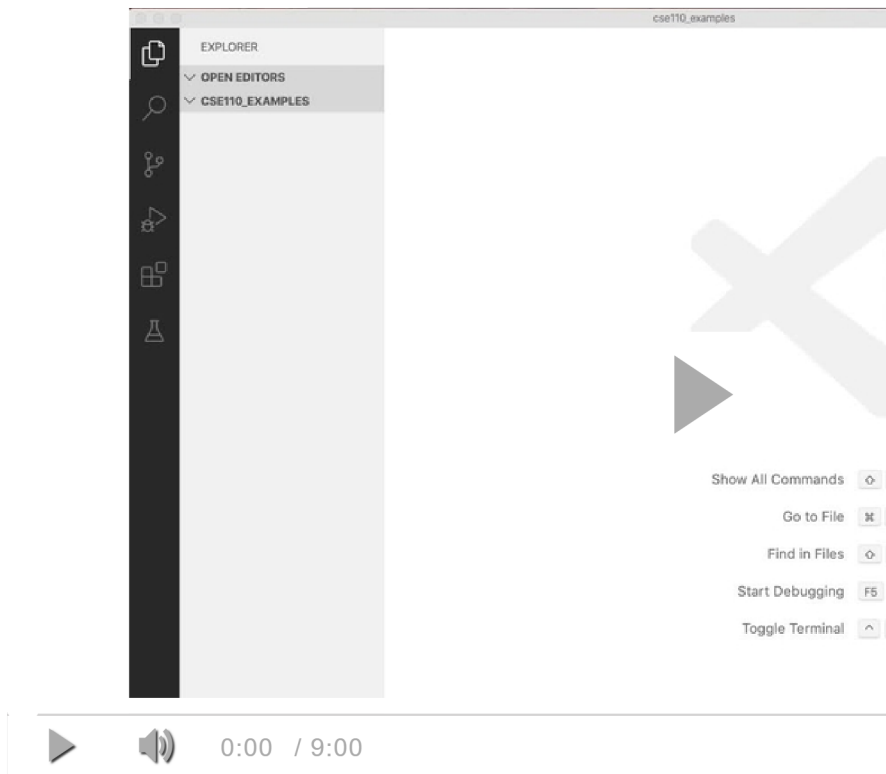 cse110_examples
EXPLORER
OPEN EDITORS
CSE110_EXAMPLES
Show All Commands ⇧
Go to File ⌘
Find in Files ⇧
Start Debugging F5
Toggle Terminal ^
0:00 / 9:00